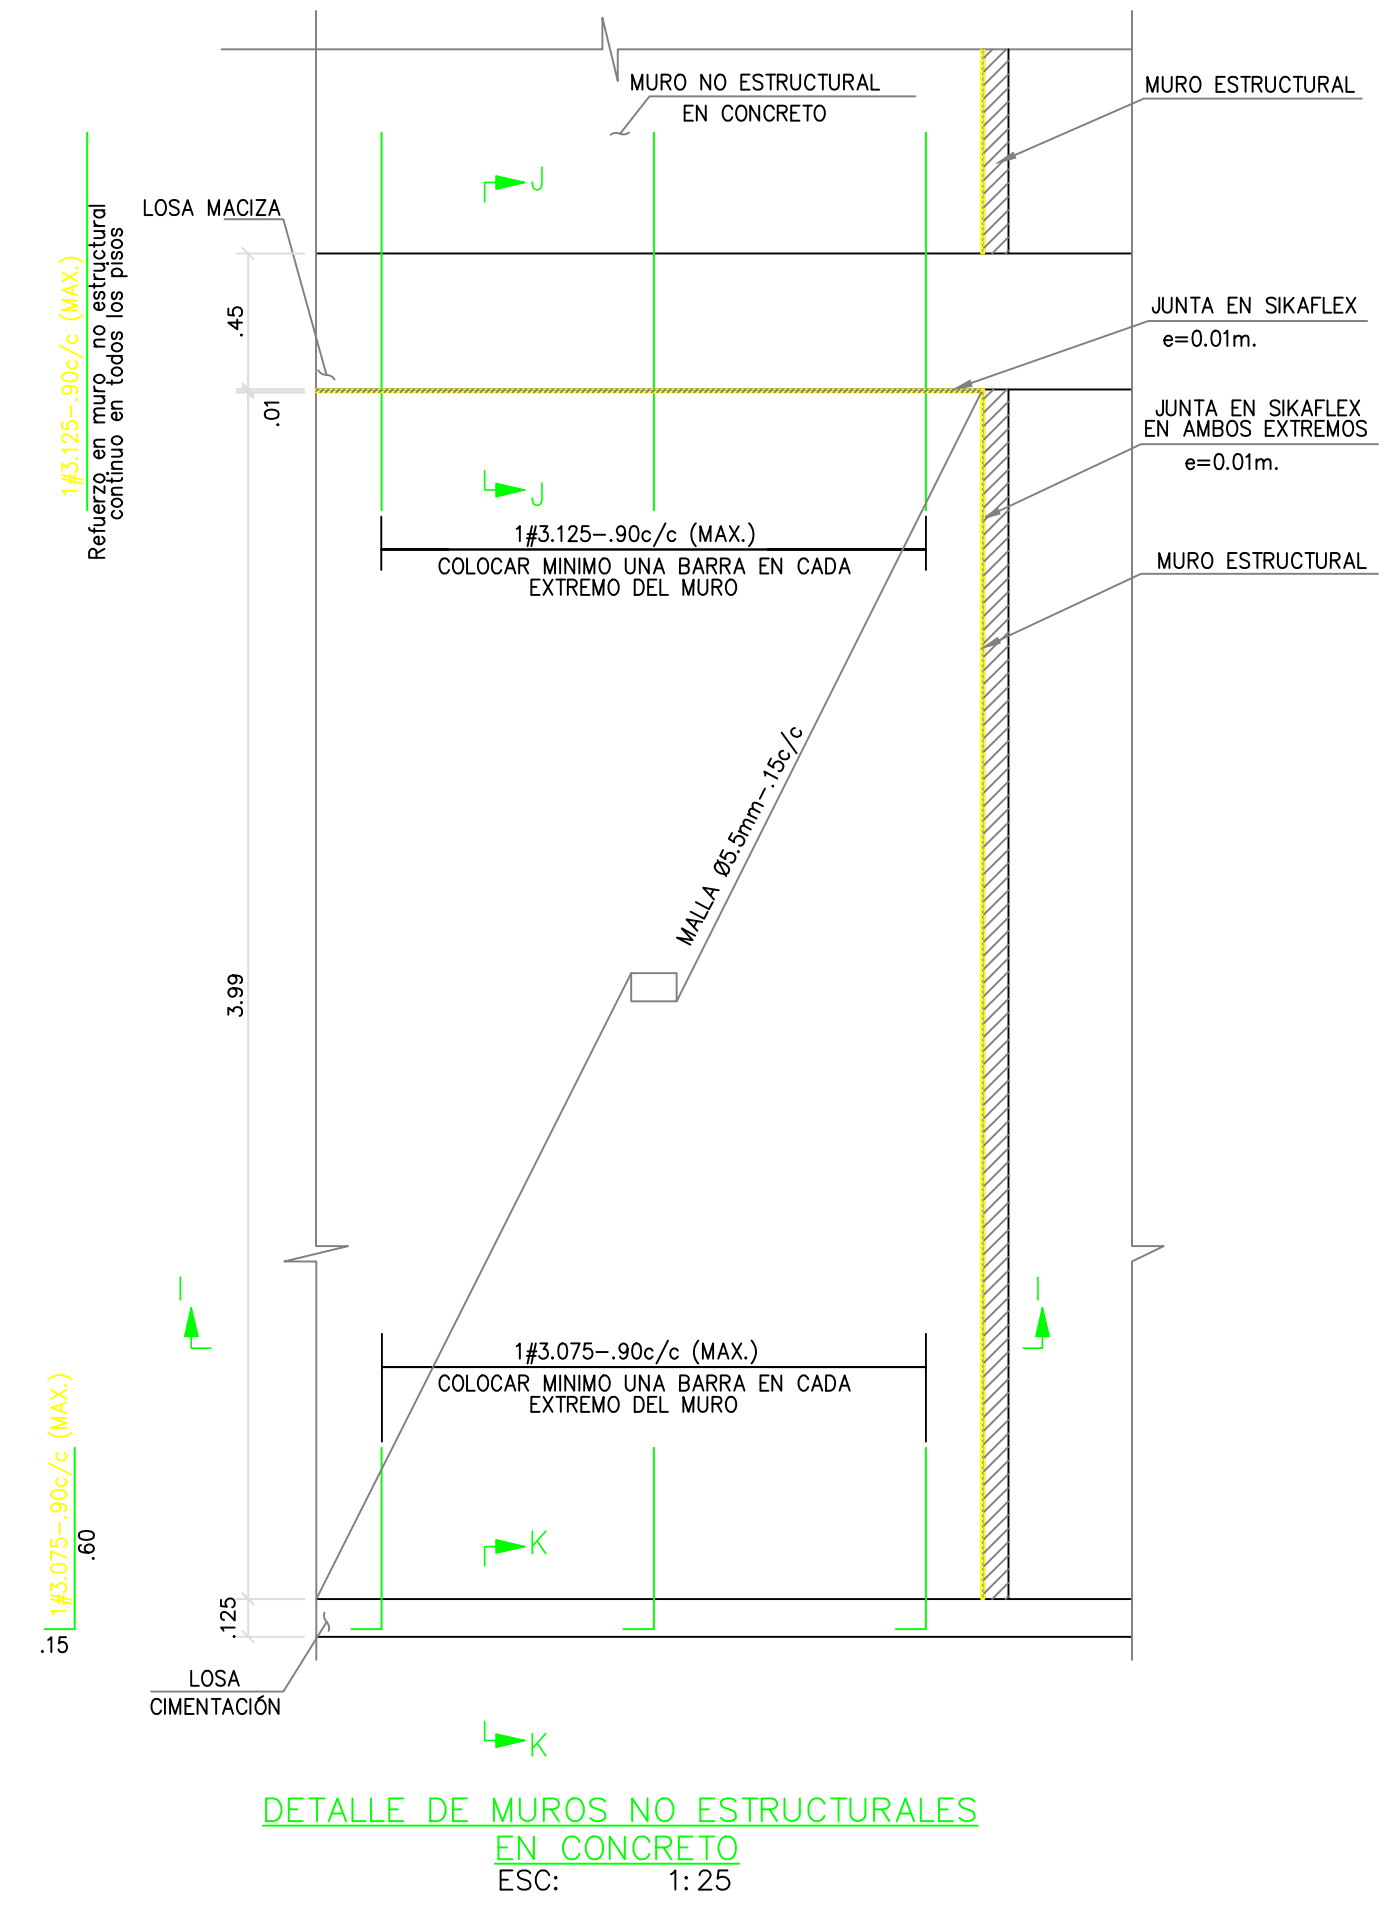 MURO NO ESTRUCTURAL
EN CONCRETO
MURO ESTRUCTURAL
J
LOSA MACIZA
1#3.125-.90c/c (MAX.)
Refuerzo en muro no estructural
continuo en todos los pisos
.45
JUNTA EN SIKAFLEX
e=0.01m.
.01
JUNTA EN SIKAFLEX
EN AMBOS EXTREMOS
e=0.01m.
J
1#3.125-.90c/c (MAX.)
COLOCAR MINIMO UNA BARRA EN CADA
EXTREMO DEL MURO
MURO ESTRUCTURAL
MALLA Ø5.5mm-.15c/c
3.99
I
I
1#3.075-.90c/c (MAX.)
COLOCAR MINIMO UNA BARRA EN CADA
EXTREMO DEL MURO
1#3.075-.90c/c (MAX.)
.60
.15
K
.125
LOSA
CIMENTACIÓN
K
DETALLE DE MUROS NO ESTRUCTURALES
EN CONCRETO
ESC: 1:25